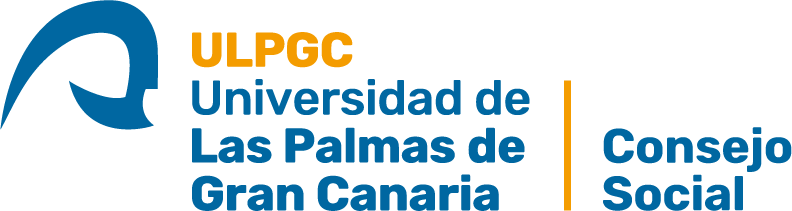 ULPGC
Universidad de
Las Palmas de
Gran Canaria
Consejo
Social